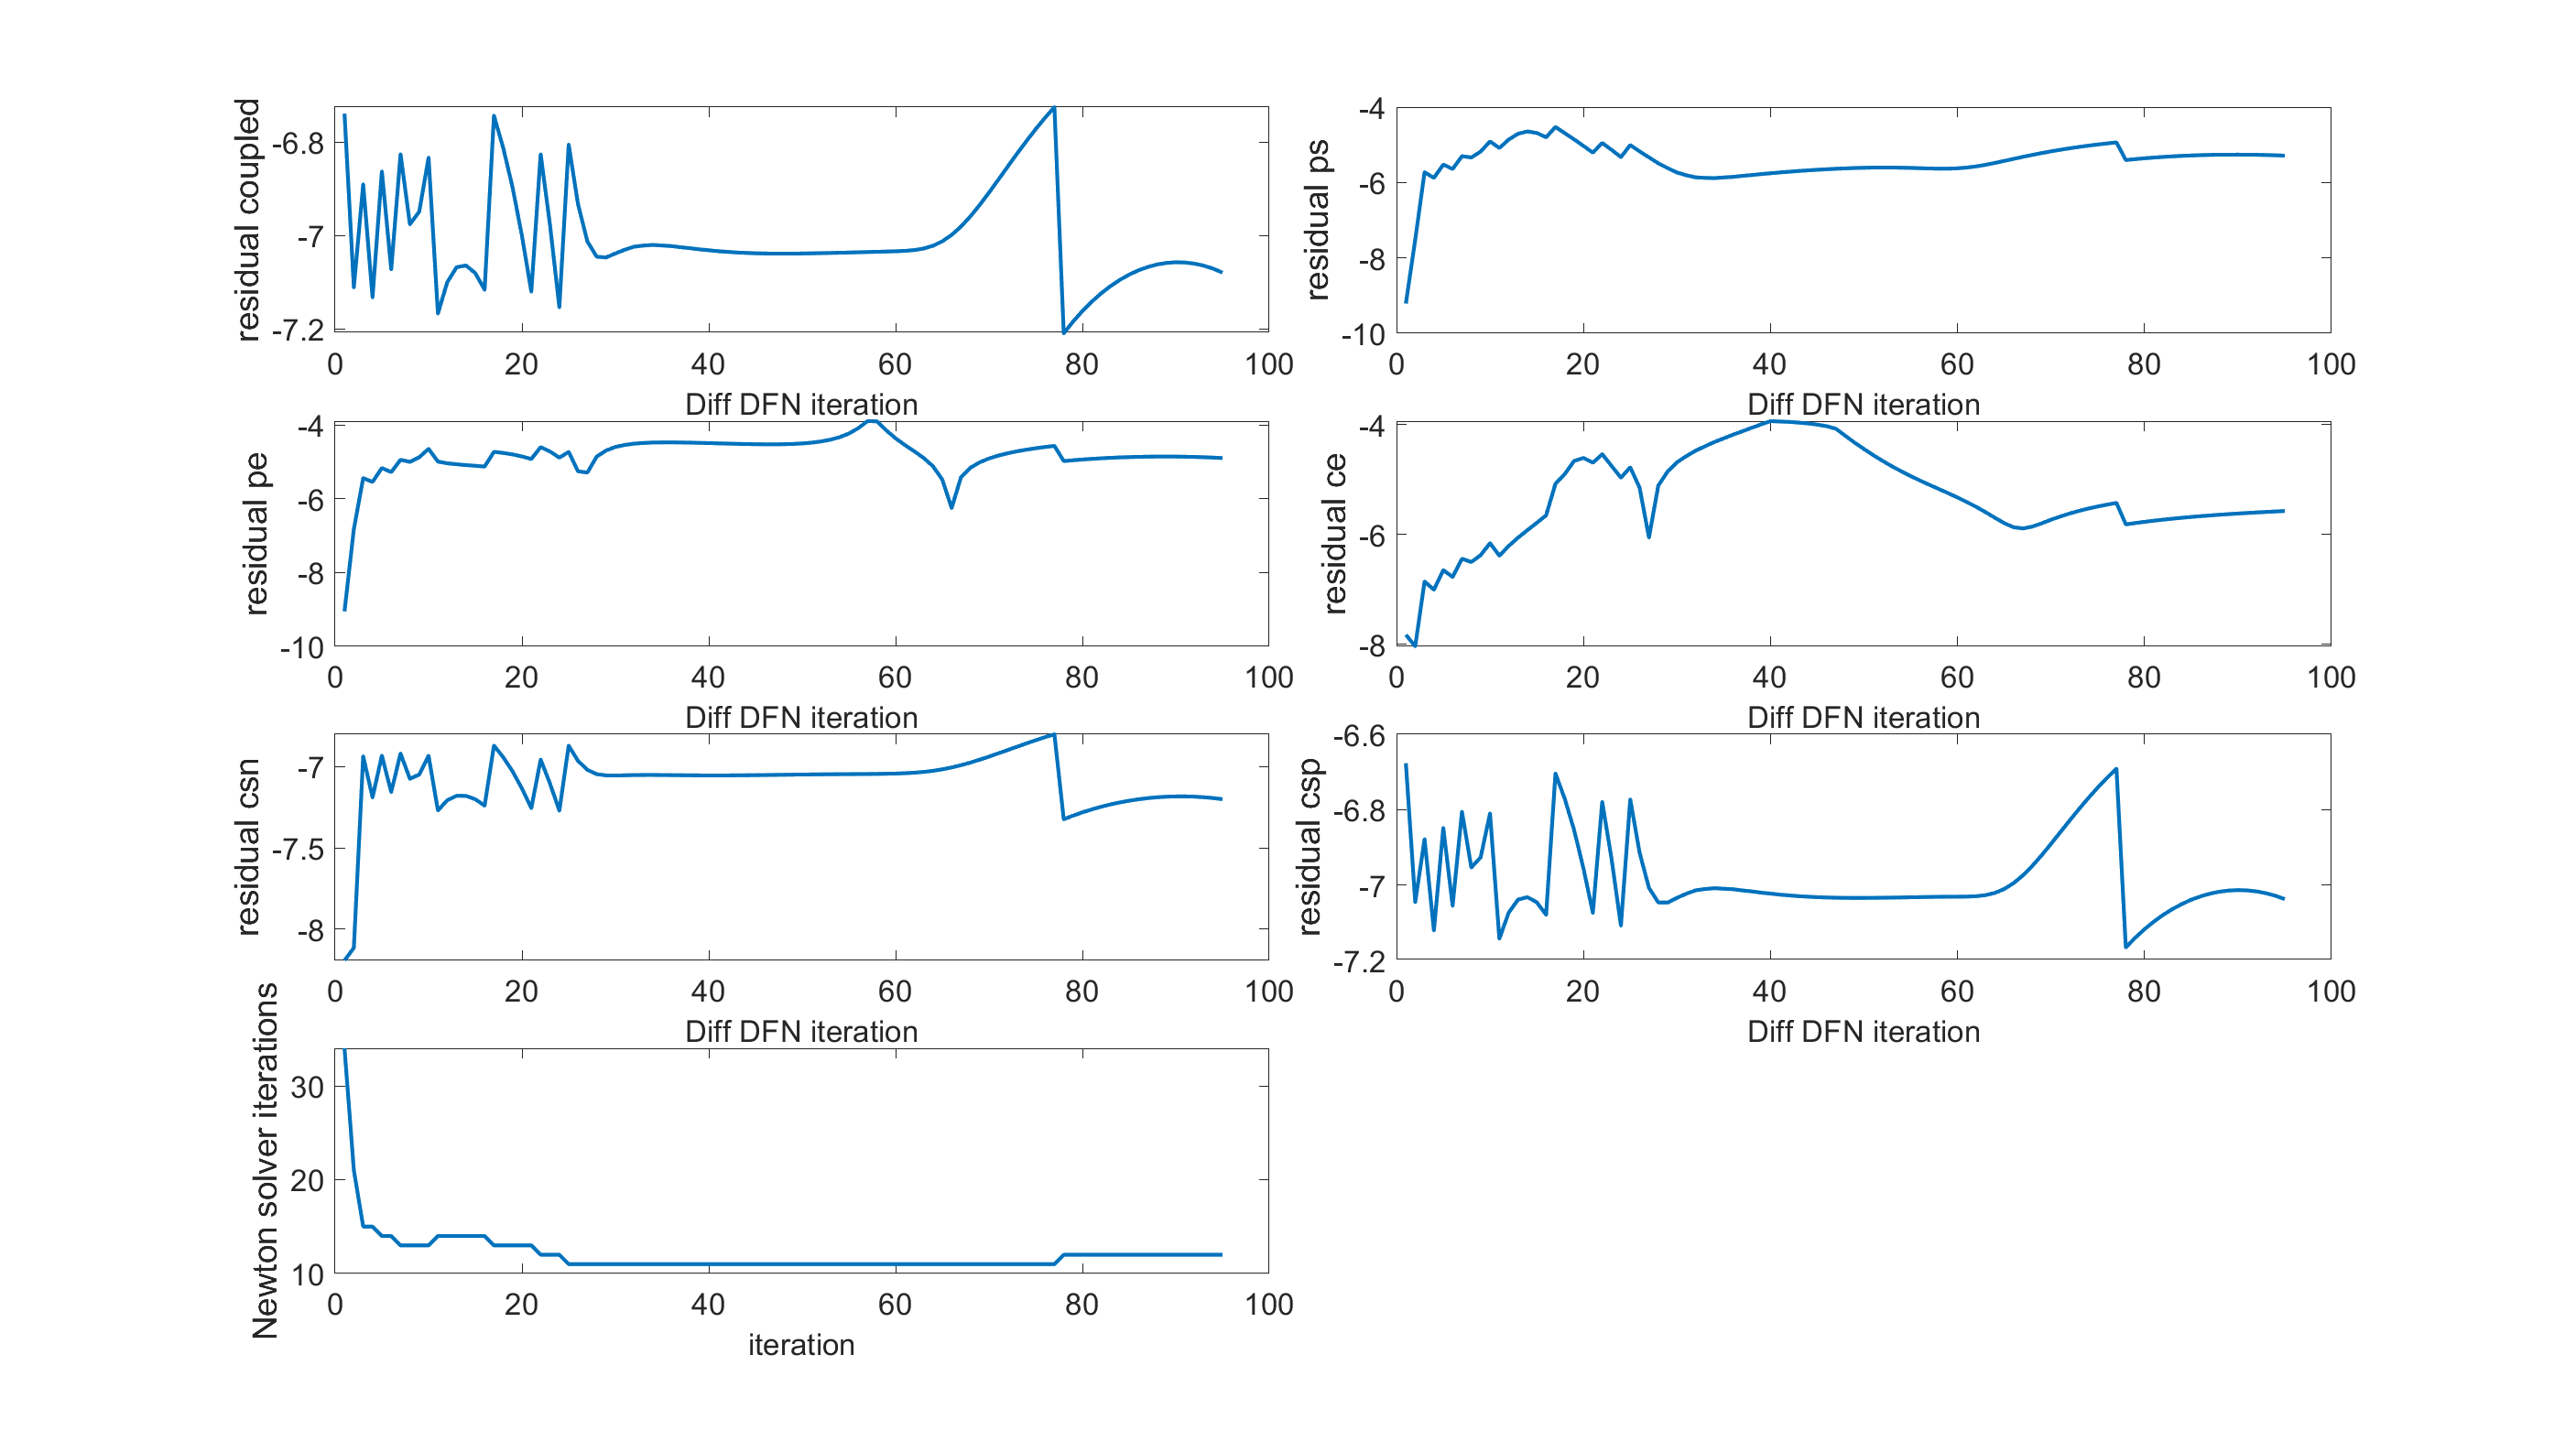 residual coupled
-6.8
-7
-7.2
0 20 40 60 80 100
Diff DFN iteration
residual ps
-4
-6
-8
-10
0 20 40 60 80 100
Diff DFN iteration
residual pe
-4
-6
-8
-10
0 20 40 60 80 100
Diff DFN iteration
residual ce
-4
-6
-8
0 20 40 60 80 100
Diff DFN iteration
residual csn
-7
-7.5
-8
0 20 40 60 80 100
Diff DFN iteration
residual csp
-6.6
-6.8
-7
-7.2
0 20 40 60 80 100
Diff DFN iteration
Newton solver iterations
30
20
10
0 20 40 60 80 100
iteration